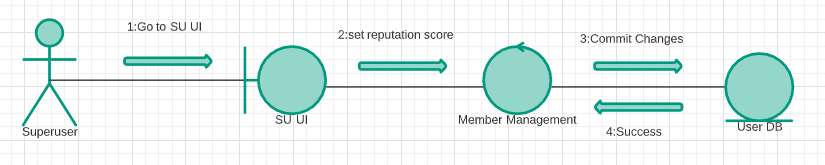 1:Go to SU UI
2:set reputation score
3:Commit Changes
Superuser
SU UI
Member Management
4:Success
User DB